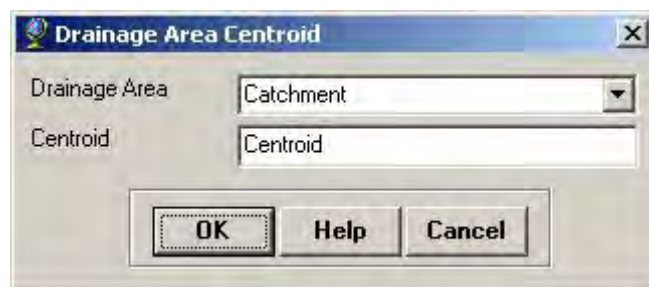 Drainage Area Centroid
Drainage Area Catchment
Centroid Centroid
OK Help Cancel